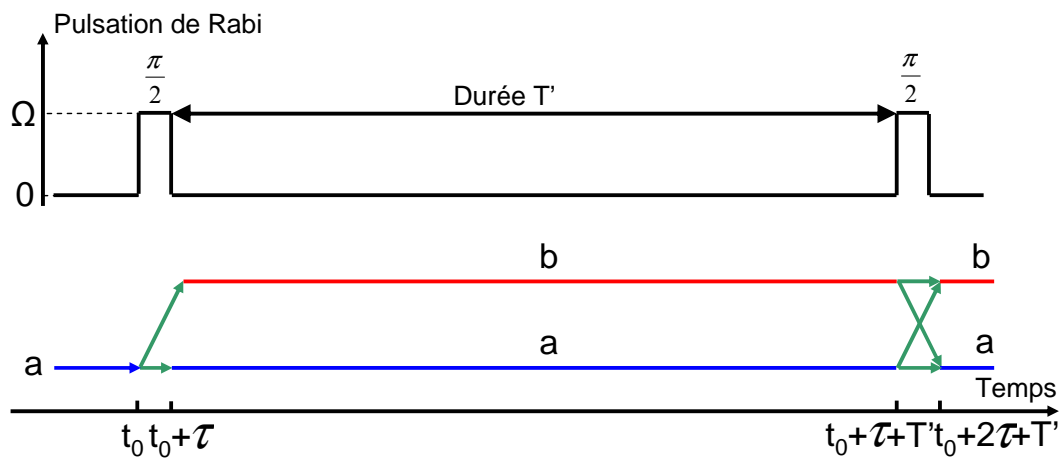 Pulsation de Rabi
π/2
π/2
Durée T’
Ω
0
b
b
a
a
a
Temps
t₀ t₀+τ
t₀+τ+T’ t₀+2τ+T’